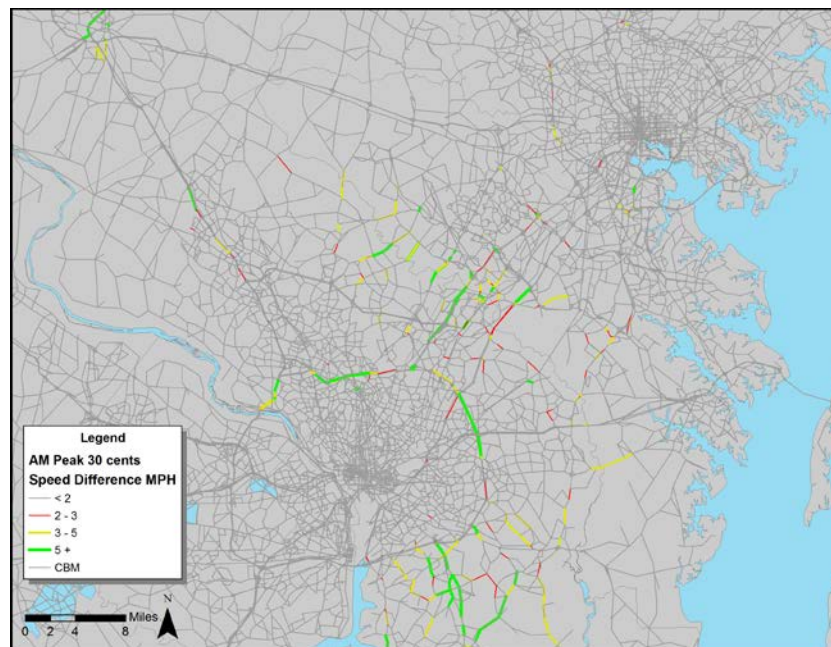 Legend
AM Peak 30 cents
Speed Difference MPH
< 2
2 - 3
3 - 5
5 +
CBM
Miles
0 2 4 8
N